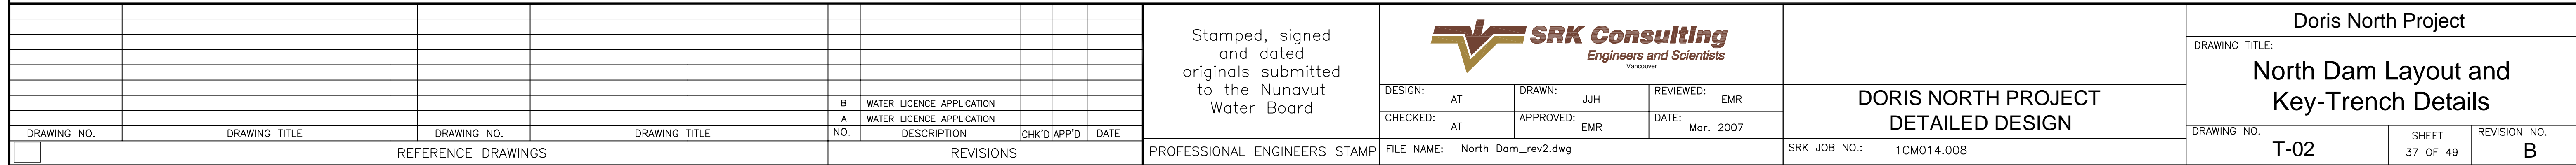 B WATER LICENCE APPLICATION
A WATER LICENCE APPLICATION
DRAWING NO. DRAWING TITLE DRAWING NO. DRAWING TITLE NO. DESCRIPTION CHK'D APP'D DATE
REFERENCE DRAWINGS REVISIONS
Stamped, signed
and dated
originals submitted
to the Nunavut
Water Board
PROFESSIONAL ENGINEERS STAMP
SRK Consulting
Engineers and Scientists
Vancouver
DESIGN: AT DRAWN: JJH REVIEWED: EMR
CHECKED: AT APPROVED: EMR DATE: Mar. 2007
FILE NAME: North Dam_rev2.dwg
DORIS NORTH PROJECT
DETAILED DESIGN
SRK JOB NO.: 1CM014.008
Doris North Project
DRAWING TITLE:
North Dam Layout and
Key-Trench Details
DRAWING NO. SHEET REVISION NO.
T-02 37 OF 49 B